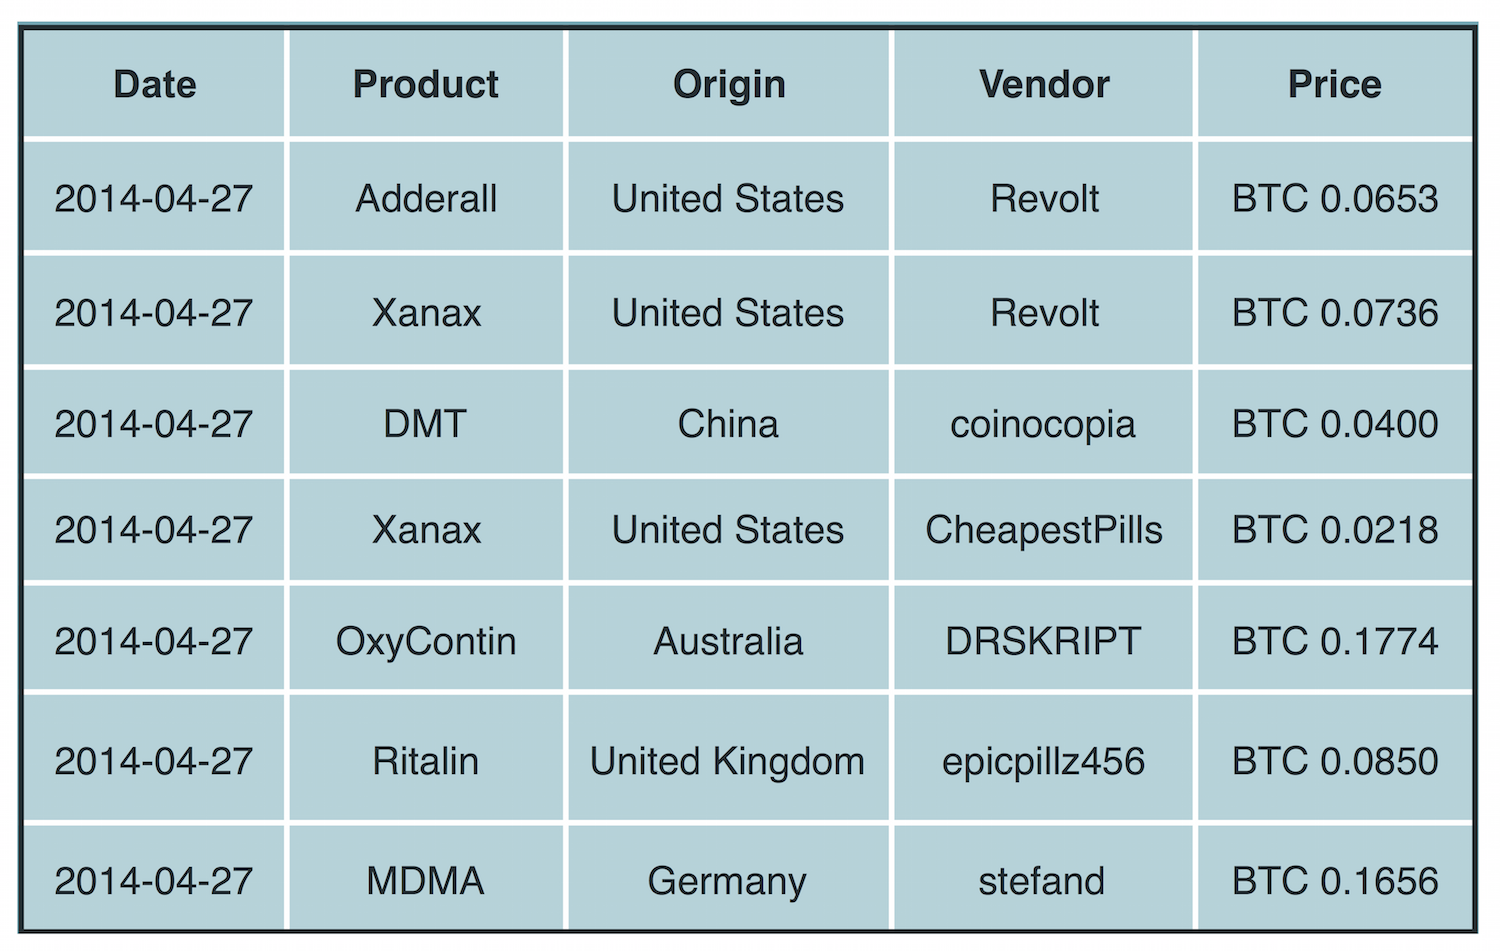 Date Product Origin Vendor Price
2014-04-27 Adderall United States Revolt BTC 0.0653
2014-04-27 Xanax United States Revolt BTC 0.0736
2014-04-27 DMT China coinocopia BTC 0.0400
2014-04-27 Xanax United States CheapestPills BTC 0.0218
2014-04-27 OxyContin Australia DRSKRIPT BTC 0.1774
2014-04-27 Ritalin United Kingdom epicpillz456 BTC 0.0850
2014-04-27 MDMA Germany stefand BTC 0.1656